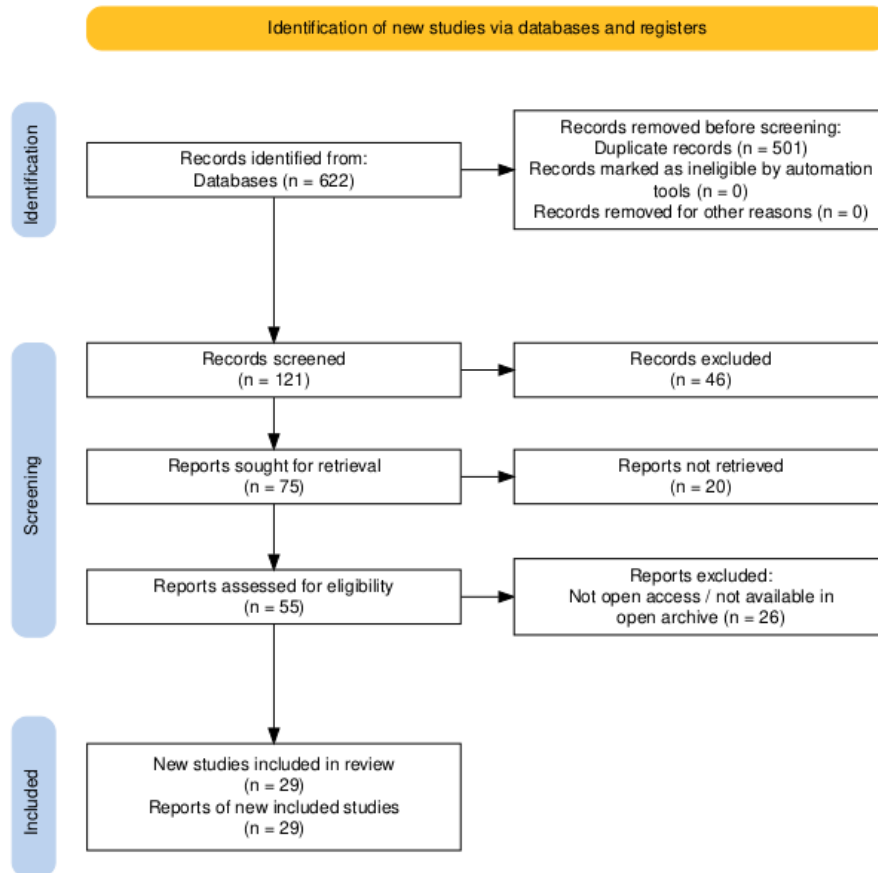 Identification of new studies via databases and registers
Identification
Records identified from:
Databases (n = 622)
Records removed before screening:
Duplicate records (n = 501)
Records marked as ineligible by automation
tools (n = 0)
Records removed for other reasons (n = 0)
Screening
Records screened
(n = 121)
Records excluded
(n = 46)
Reports sought for retrieval
(n = 75)
Reports not retrieved
(n = 20)
Reports assessed for eligibility
(n = 55)
Reports excluded:
Not open access / not available in
open archive (n = 26)
Included
New studies included in review
(n = 29)
Reports of new included studies
(n = 29)